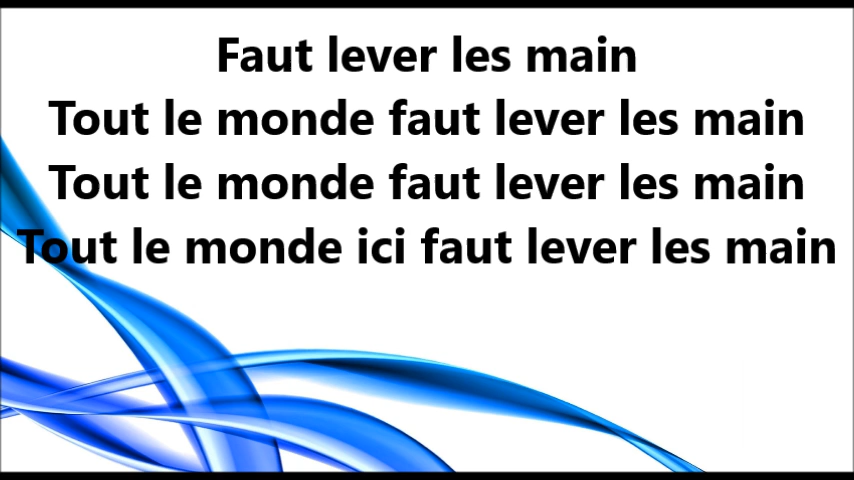 Faut lever les main
Tout le monde faut lever les main
Tout le monde faut lever les main
Tout le monde ici faut lever les main